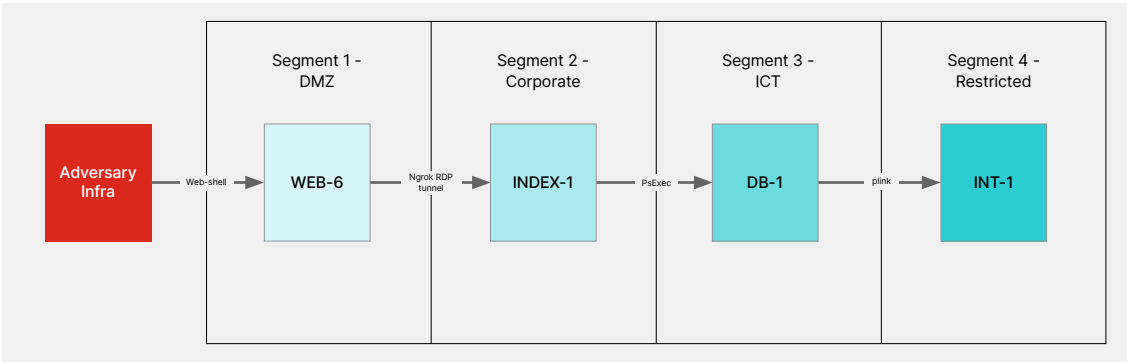 Segment 1 -
DMZ
Segment 2 -
Corporate
Segment 3 -
ICT
Segment 4 -
Restricted
Adversary
Infra
Web-shell
WEB-6
Ngrok RDP
tunnel
INDEX-1
PsExec
DB-1
plink
INT-1